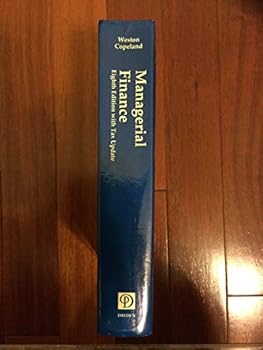 Weston
Copeland
Managerial
Finance
Eighth Edition with Tax Update
DRYDEN